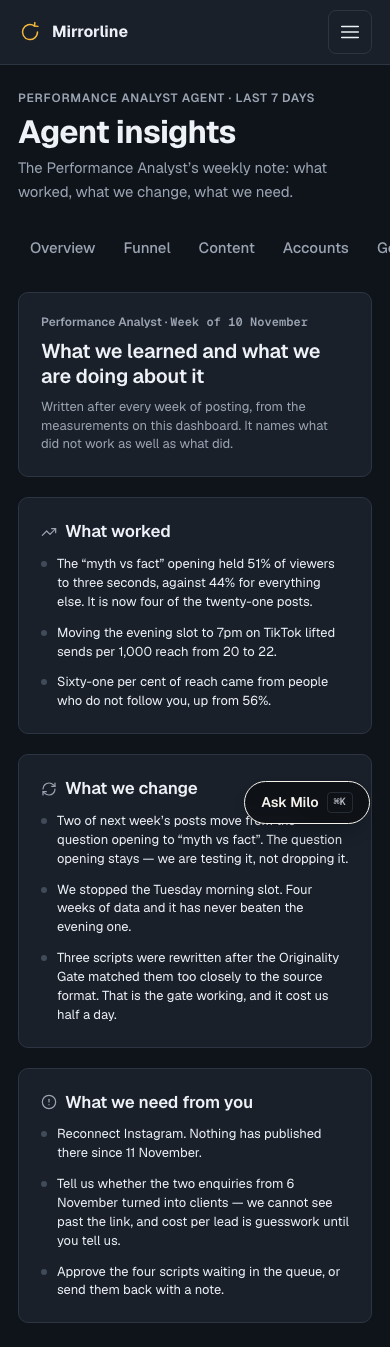 Mirrorline
PERFORMANCE ANALYST AGENT · LAST 7 DAYS
Agent insights
The Performance Analyst’s weekly note: what
worked, what we change, what we need.
Overview Funnel Content Accounts
Performance Analyst · Week of 10 November
What we learned and what we
are doing about it
Written after every week of posting, from the
measurements on this dashboard. It names what
did not work as well as what did.
What worked
The “myth vs fact” opening held 51% of viewers
to three seconds, against 44% for everything
else. It is now four of the twenty-one posts.
Moving the evening slot to 7pm on TikTok lifted
sends per 1,000 reach from 20 to 22.
Sixty-one per cent of reach came from people
who do not follow you, up from 56%.
What we change
Ask Milo ⌘K
Two of next week’s posts move
question opening to “myth vs fact”. The question
opening stays — we are testing it, not dropping it.
We stopped the Tuesday morning slot. Four
weeks of data and it has never beaten the
evening one.
Three scripts were rewritten after the Originality
Gate matched them too closely to the source
format. That is the gate working, and it cost us
half a day.
What we need from you
Reconnect Instagram. Nothing has published
there since 11 November.
Tell us whether the two enquiries from 6
November turned into clients — we cannot see
past the link, and cost per lead is guesswork until
you tell us.
Approve the four scripts waiting in the queue, or
send them back with a note.